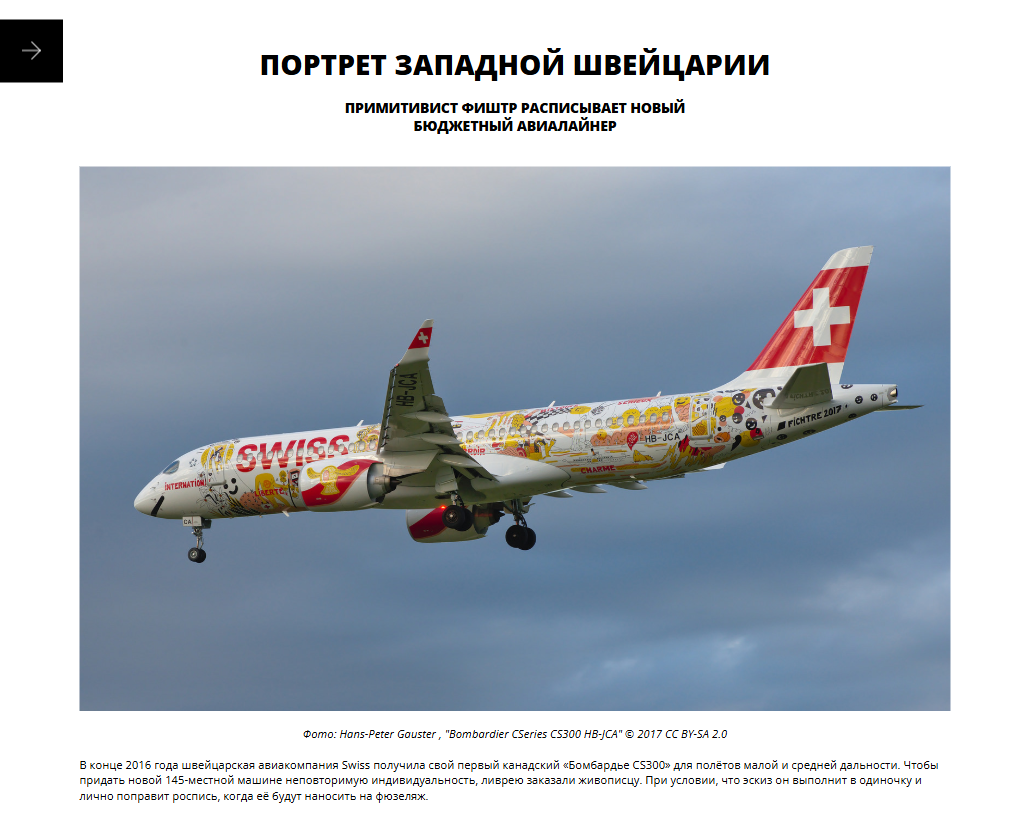 ПОРТРЕТ ЗАПАДНОЙ ШВЕЙЦАРИИ
ПРИМИТИВИСТ ФИШТР РАСПИСЫВАЕТ НОВЫЙ
БЮДЖЕТНЫЙ АВИАЛАЙНЕР
HB-JCA
FICHTRE 2017
HB-JCA
SWISS
CHARME
INTERNATIONAL
LIBERTÉ
CA
Фото: Hans-Peter Gauster , "Bombardier CSeries CS300 HB-JCA" © 2017 CC BY-SA 2.0
В конце 2016 года швейцарская авиакомпания Swiss получила свой первый канадский «Бомбардье CS300» для полётов малой и средней дальности. Чтобы
придать новой 145-местной машине неповторимую индивидуальность, ливрею заказали живописцу. При условии, что эскиз он выполнит в одиночку и
лично поправит роспись, когда её будут наносить на фюзеляж.